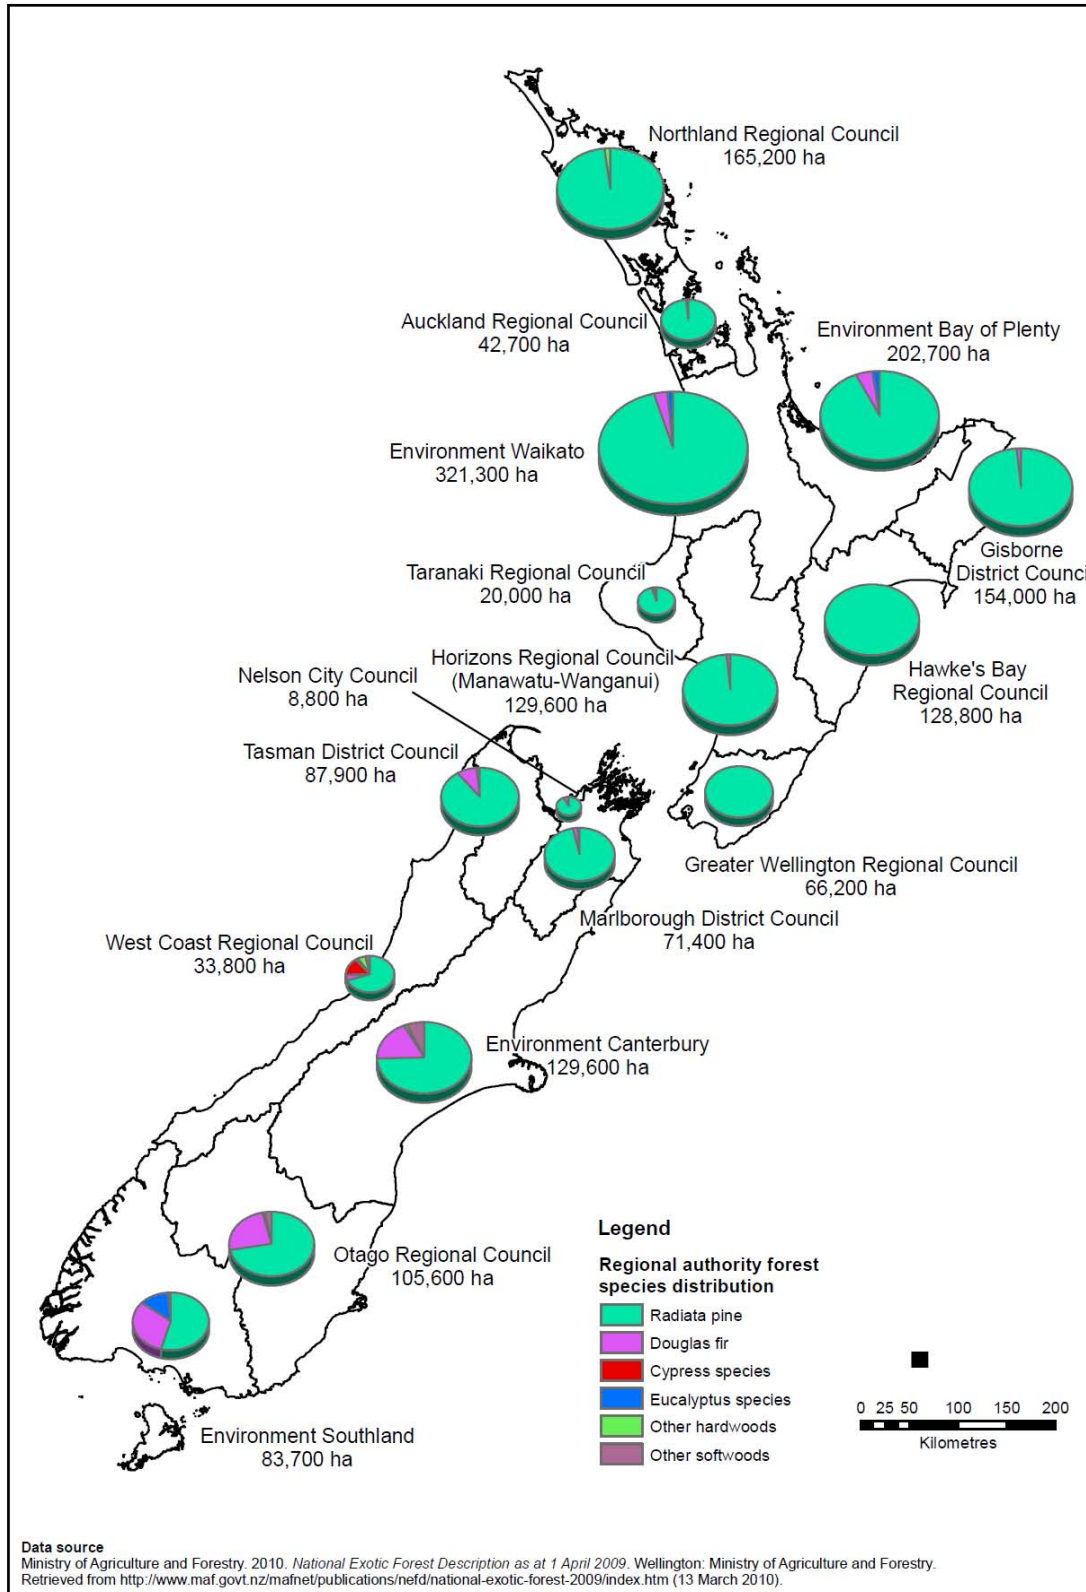 Northland Regional Council
165,200 ha
Auckland Regional Council
42,700 ha
Environment Bay of Plenty
202,700 ha
Environment Waikato
321,300 ha
Gisborne
District Council
154,000 ha
Taranaki Regional Council
20,000 ha
Hawke's Bay
Regional Council
128,800 ha
Horizons Regional Council
(Manawatu-Wanganui)
129,600 ha
Nelson City Council
8,800 ha
Tasman District Council
87,900 ha
Greater Wellington Regional Council
66,200 ha
Marlborough District Council
71,400 ha
West Coast Regional Council
33,800 ha
Environment Canterbury
129,600 ha
Otago Regional Council
105,600 ha
Environment Southland
83,700 ha
Legend
Regional authority forest
species distribution
Radiata pine
Douglas fir
Cypress species
Eucalyptus species
Other hardwoods
Other softwoods
0 25 50 100 150 200
Kilometres
Data source
Ministry of Agriculture and Forestry. 2010. National Exotic Forest Description as at 1 April 2009. Wellington: Ministry of Agriculture and Forestry.
Retrieved from http://www.maf.govt.nz/mafnet/publications/nefd/national-exotic-forest-2009/index.htm (13 March 2010).